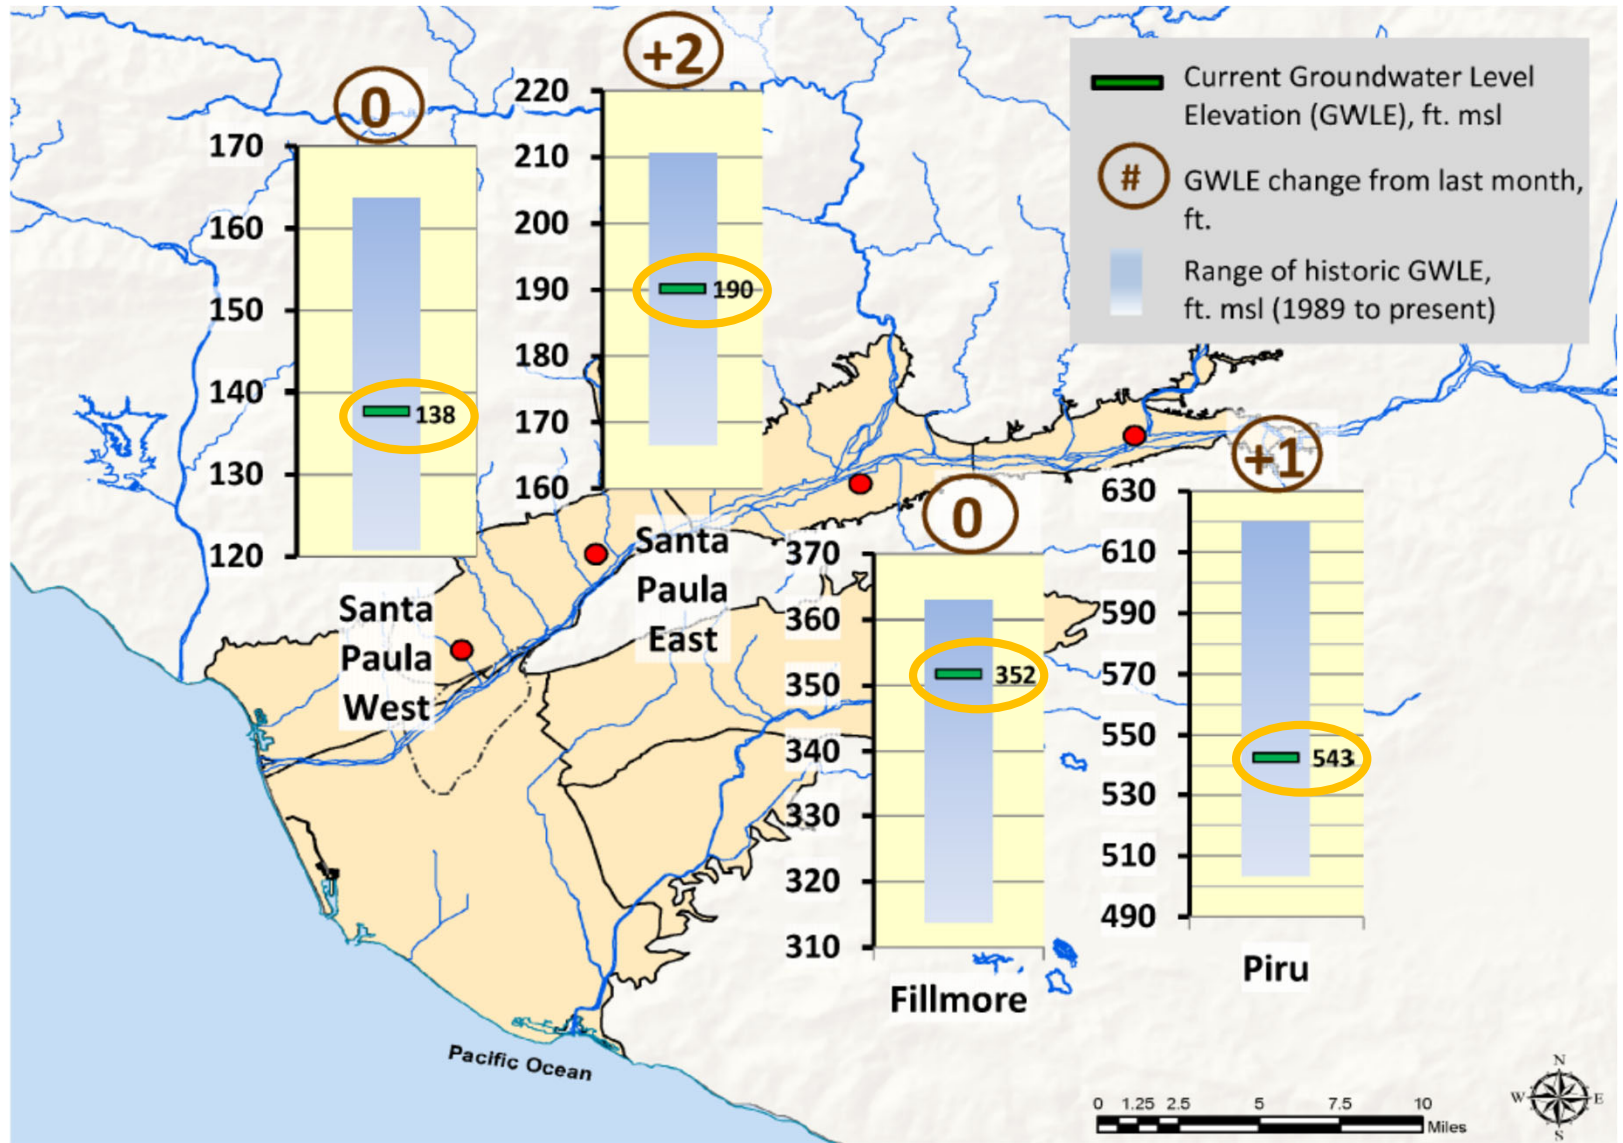 0
170
160
150
140
130
120
138
Santa
Paula
West
+2
220
210
200
190
180
170
160
190
Santa
Paula
East
Current Groundwater Level
Elevation (GWLE), ft. msl
#
GWLE change from last month,
ft.
Range of historic GWLE,
ft. msl (1989 to present)
0
370
360
350
340
330
320
310
352
Fillmore
+1
630
610
590
570
550
530
510
490
543
Piru
Pacific Ocean
N
W
E
S
0 1.25 2.5 5 7.5 10
Miles